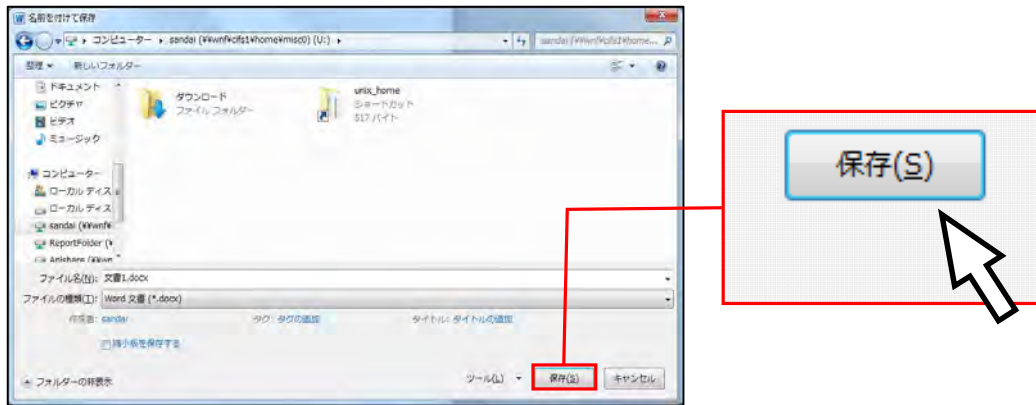 名前を付けて保存
コンピューター ▸ sandai (¥¥wnf¥cifs1¥home¥misc0) (U:) ▸
sandai (¥¥wnf¥cifs1¥home...
整理 新しいフォルダー
ドキュメント
ピクチャ
ビデオ
ミュージック
コンピューター
ローカル ディス
ローカル ディス
sandai (¥¥wnf¥
ReportFolder (¥
ダウンロード
ファイル フォルダー
unix_home
ショートカット
517 バイト
ファイル名(N): 文書1.docx
ファイルの種類(T): Word 文書 (*.docx)
作成者: sandai タグ: タグの追加 タイトル: タイトルの追加
縮小版を保存する
フォルダーの非表示 ツール(L) 保存(S) キャンセル
保存(S)